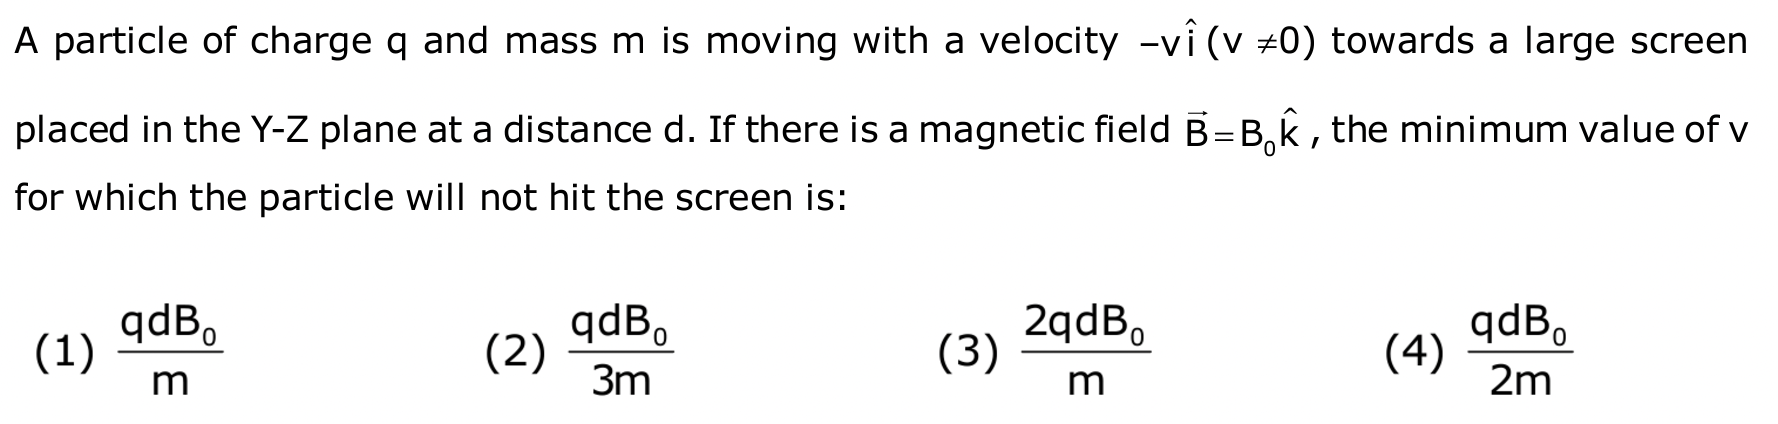 A particle of charge q and mass m is moving with a velocity $-v\hat{i}$ (v ≠0) towards a large screen
placed in the Y-Z plane at a distance d. If there is a magnetic field $\vec{B}=B_0\hat{k}$, the minimum value of v
for which the particle will not hit the screen is:
(1) $\frac{qdB_0}{m}$ (2) $\frac{qdB_0}{3m}$ (3) $\frac{2qdB_0}{m}$ (4) $\frac{qdB_0}{2m}$